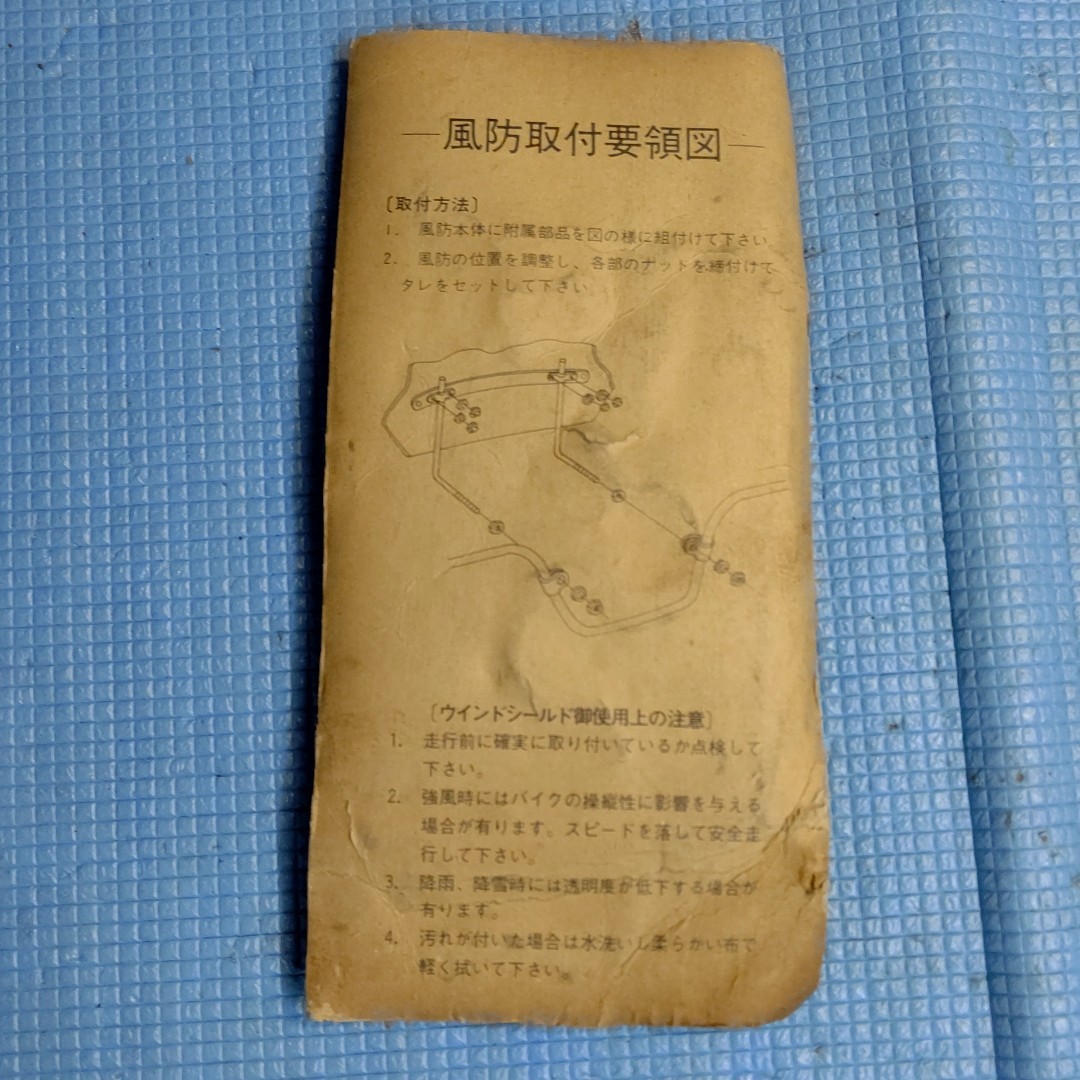 風防取付要領図
〔取付方法〕
1. 風防本体に附属部品を図の様に組付けて下さい
2. 風防の位置を調整し、各部のナットを締付けて
タレをセットして下さい。
〔ウインドシールド御使用上の注意〕
1. 走行前に確実に取り付いているか点検して
下さい。
2. 強風時にはバイクの操縦性に影響を与える
場合が有ります。スピードを落して安全走
行して下さい。
3. 降雨、降雪時には透明度が低下する場合が
有ります。
4. 汚れが付いた場合は水洗いし柔らかい布で
軽く拭いて下さい。